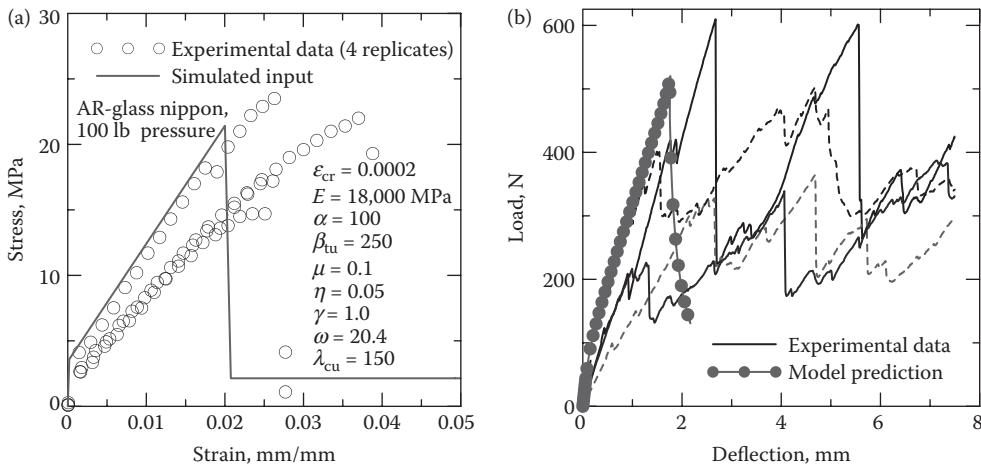 (a)
30
20
10
0
Stress, MPa
Experimental data (4 replicates)
Simulated input
AR-glass nippon,
100 lb pressure
εcr = 0.0002
E = 18,000 MPa
α = 100
βtu = 250
μ = 0.1
η = 0.05
γ = 1.0
ω = 20.4
λcu = 150
0 0.01 0.02 0.03 0.04 0.05
Strain, mm/mm
(b)
600
400
200
0
Load, N
Experimental data
Model prediction
0 2 4 6 8
Deflection, mm